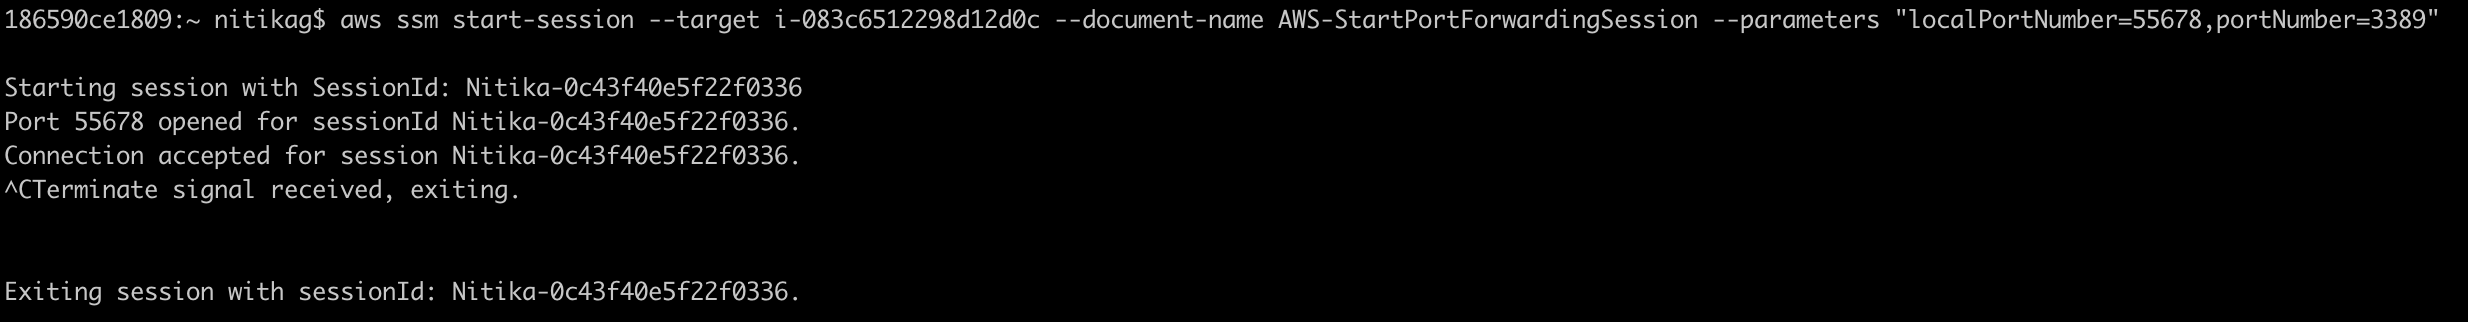 186590ce1809:~ nitikag$ aws ssm start-session --target i-083c6512298d12d0c --document-name AWS-StartPortForwardingSession --parameters "localPortNumber=55678,portNumber=3389"
Starting session with SessionId: Nitika-0c43f40e5f22f0336
Port 55678 opened for sessionId Nitika-0c43f40e5f22f0336.
Connection accepted for session Nitika-0c43f40e5f22f0336.
^CTerminate signal received, exiting.
Exiting session with sessionId: Nitika-0c43f40e5f22f0336.